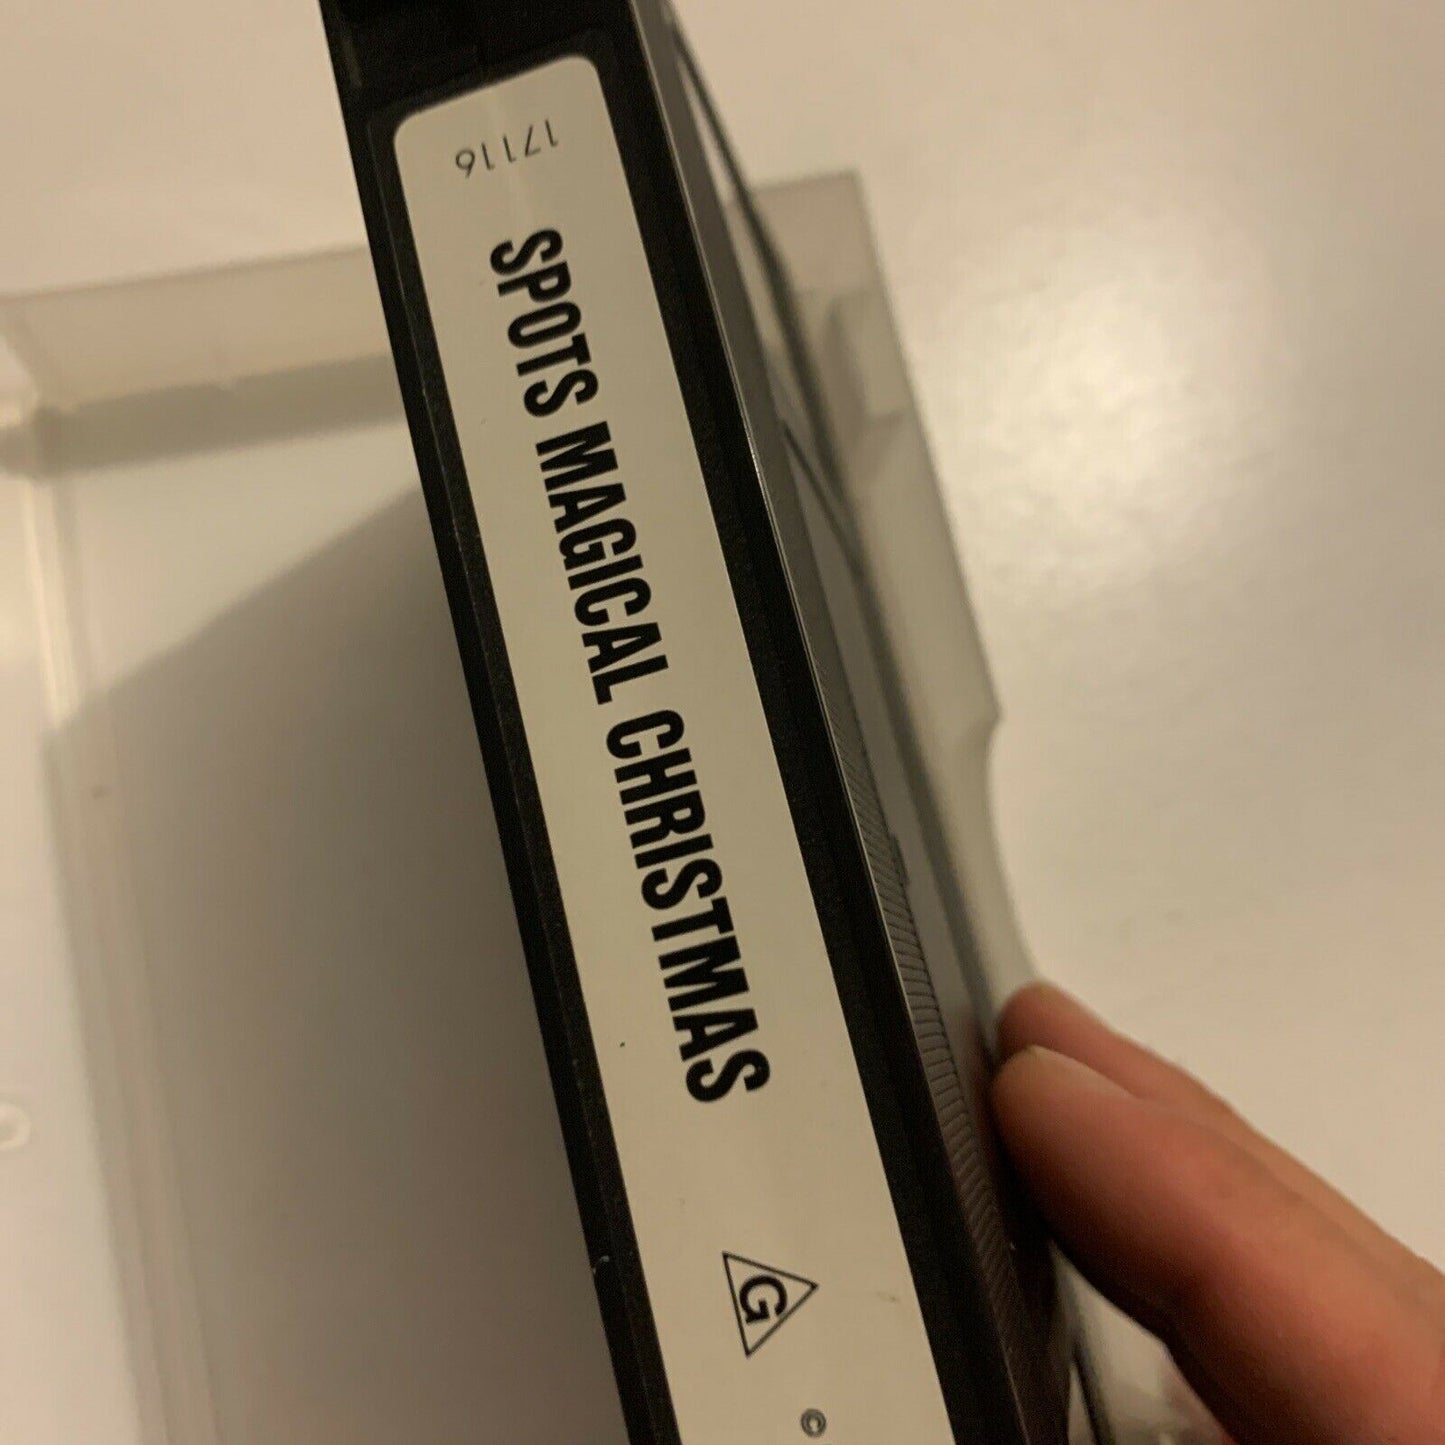 17116
SPOTS MAGICAL CHRISTMAS
G
©